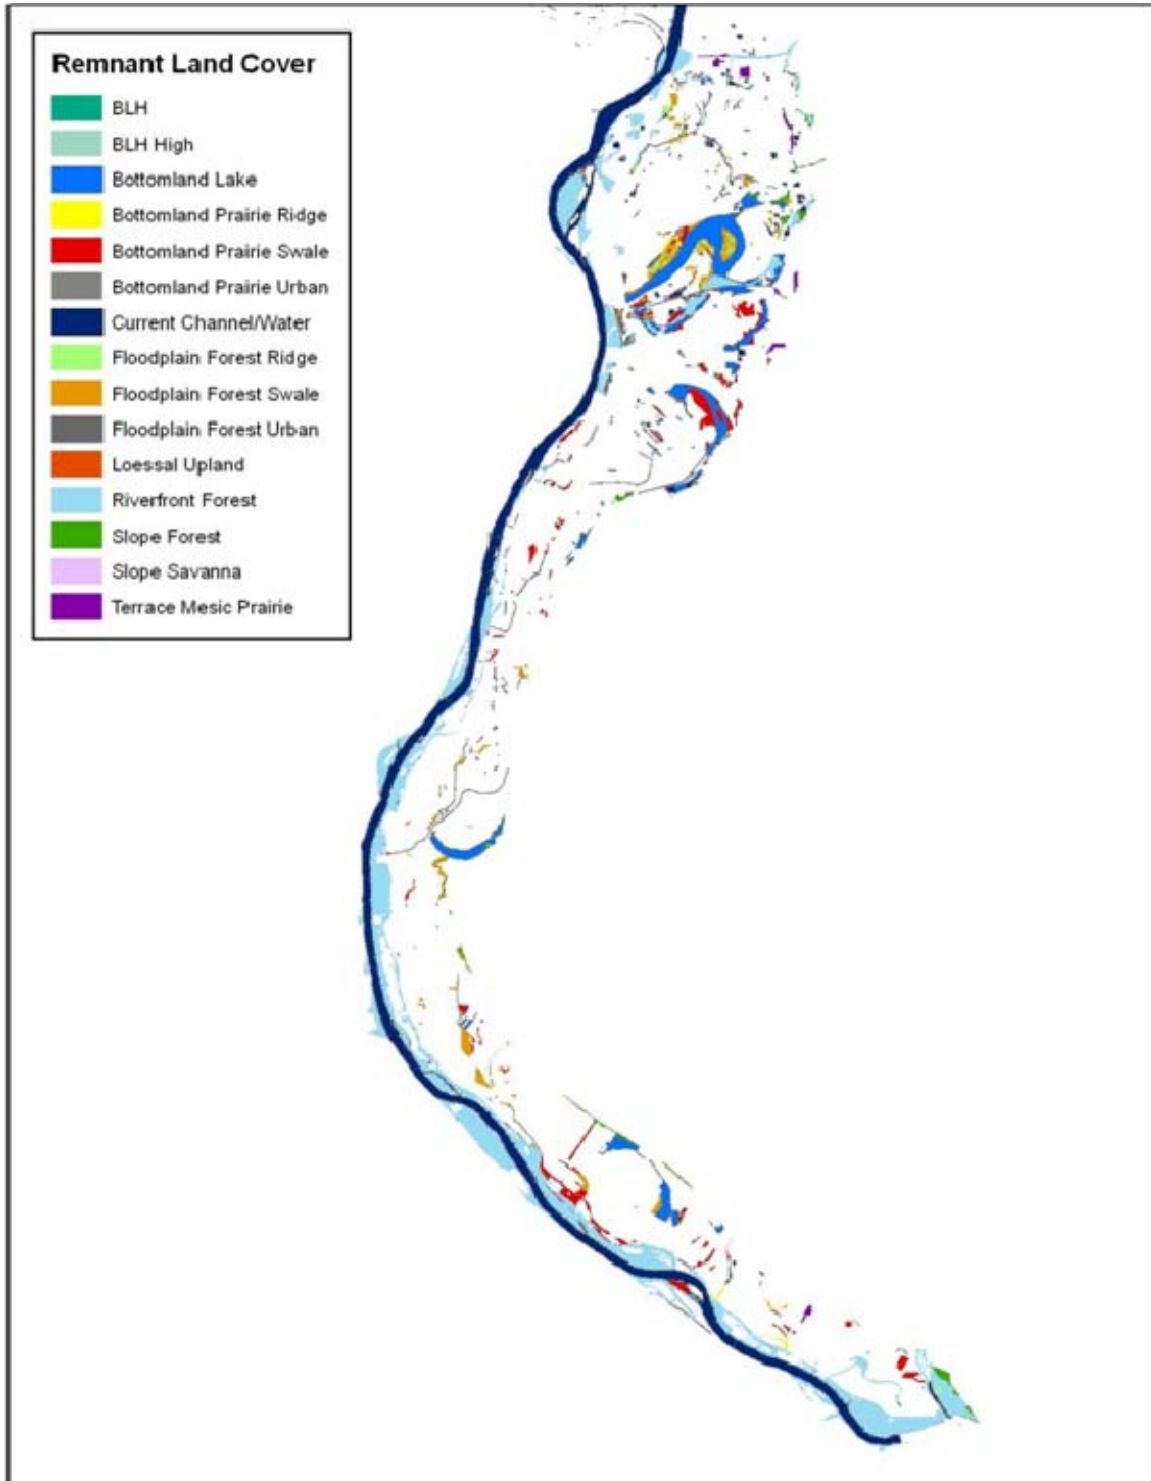 Remnant Land Cover
BLH
BLH High
Bottomland Lake
Bottomland Prairie Ridge
Bottomland Prairie Swale
Bottomland Prairie Urban
Current Channel/Water
Floodplain Forest Ridge
Floodplain Forest Swale
Floodplain Forest Urban
Loessal Upland
Riverfront Forest
Slope Forest
Slope Savanna
Terrace Mesic Prairie